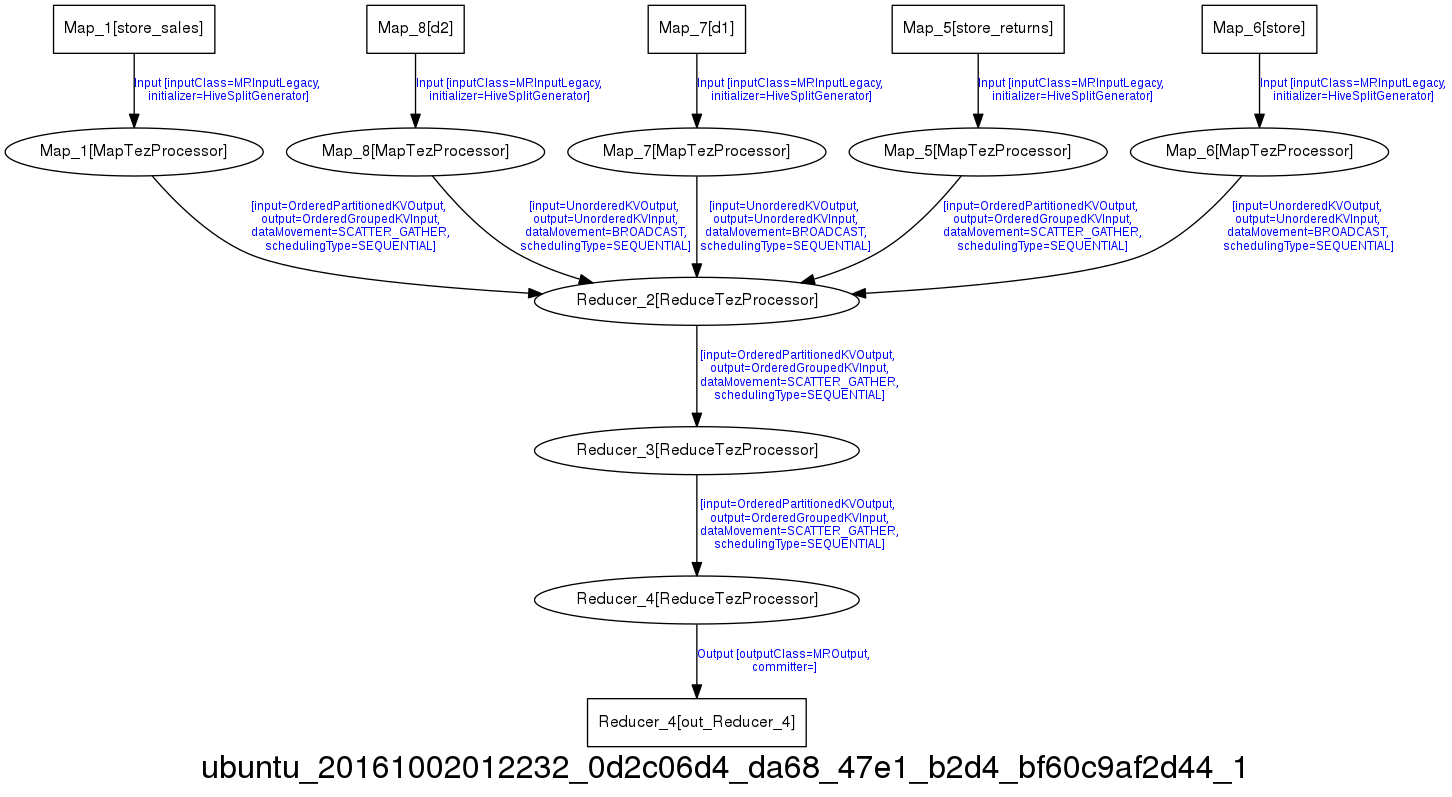 Map_1[store_sales]
Map_8[d2]
Map_7[d1]
Map_5[store_returns]
Map_6[store]
Input [inputClass=MRInputLegacy,
initializer=HiveSplitGenerator]
Input [inputClass=MRInputLegacy,
initializer=HiveSplitGenerator]
Input [inputClass=MRInputLegacy,
initializer=HiveSplitGenerator]
Input [inputClass=MRInputLegacy,
initializer=HiveSplitGenerator]
Input [inputClass=MRInputLegacy,
initializer=HiveSplitGenerator]
Map_1[MapTezProcessor]
Map_8[MapTezProcessor]
Map_7[MapTezProcessor]
Map_5[MapTezProcessor]
Map_6[MapTezProcessor]
[input=OrderedPartitionedKVOutput,
output=OrderedGroupedKVInput,
dataMovement=SCATTER_GATHER,
schedulingType=SEQUENTIAL]
[input=UnorderedKVOutput,
output=UnorderedKVInput,
dataMovement=BROADCAST,
schedulingType=SEQUENTIAL]
[input=UnorderedKVOutput,
output=UnorderedKVInput,
dataMovement=BROADCAST,
schedulingType=SEQUENTIAL]
[input=OrderedPartitionedKVOutput,
output=OrderedGroupedKVInput,
dataMovement=SCATTER_GATHER,
schedulingType=SEQUENTIAL]
[input=UnorderedKVOutput,
output=UnorderedKVInput,
dataMovement=BROADCAST,
schedulingType=SEQUENTIAL]
Reducer_2[ReduceTezProcessor]
[input=OrderedPartitionedKVOutput,
output=OrderedGroupedKVInput,
dataMovement=SCATTER_GATHER,
schedulingType=SEQUENTIAL]
Reducer_3[ReduceTezProcessor]
[input=OrderedPartitionedKVOutput,
output=OrderedGroupedKVInput,
dataMovement=SCATTER_GATHER,
schedulingType=SEQUENTIAL]
Reducer_4[ReduceTezProcessor]
Output [outputClass=MROutput,
committer=]
Reducer_4[out_Reducer_4]
ubuntu_20161002012232_0d2c06d4_da68_47e1_b2d4_bf60c9af2d44_1